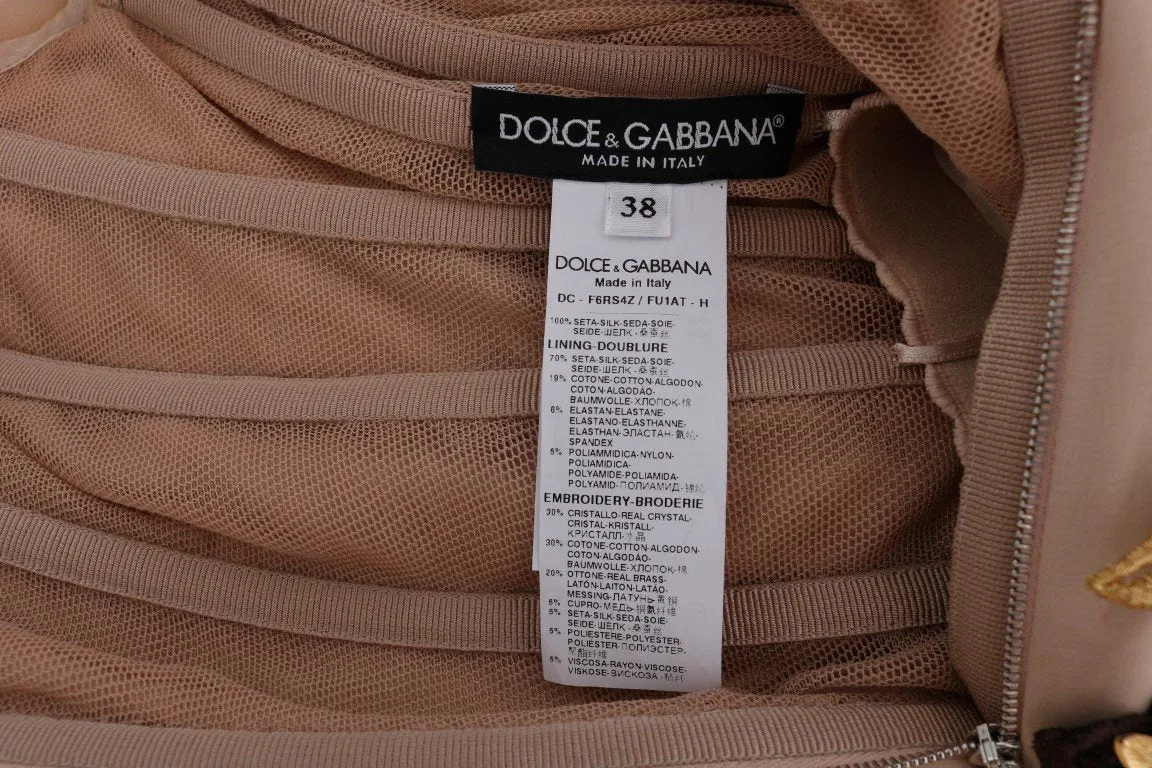 DOLCE & GABBANA®
MADE IN ITALY
38
DOLCE & GABBANA
Made in Italy
DC - F6RS4Z / FU1AT - H
100% SETA-SILK-SEDA-SOIE-
SEIDE-ШЕЛК-桑蚕丝
LINING-DOUBLURE
70% SETA-SILK-SEDA-SOIE-
SEIDE-ШЕЛК-桑蚕丝
19% COTONE-COTTON-ALGODON-
COTON-ALGODÃO-
BAUMWOLLE-ХЛОПОК-棉
6% ELASTAN-ELASTANE-
ELASTANO-ELASTHANNE-
ELASTHAN-ЭЛАСТАН-氨纶-
SPANDEX
5% POLIAMMIDICA-NYLON-
POLIAMIDICA-
POLYAMIDE-POLIAMIDA-
POLYAMID-ПОЛИАМИД-锦纶
EMBROIDERY-BRODERIE
30% CRISTALLO-REAL CRYSTAL-
CRISTAL-KRISTALL-
КРИСТАЛЛ-水晶
30% COTONE-COTTON-ALGODON-
COTON-ALGODÃO-
BAUMWOLLE-ХЛОПОК-棉
20% OTTONE-REAL BRASS-
LATÓN-LAITON-LATÃO-
MESSING-ЛАТУНЬ-黄铜
5% CUPRO-МЕДЬ-铜氨纤维
5% SETA-SILK-SEDA-SOIE-
SEIDE-ШЕЛК-桑蚕丝
5% POLIESTERE-POLYESTER-
POLIESTER-ПОЛИЭСТЕР-
聚酯纤维
5% VISCOSA-RAYON-VISCOSE-
VISKOSE-ВИСКОЗА-粘纤